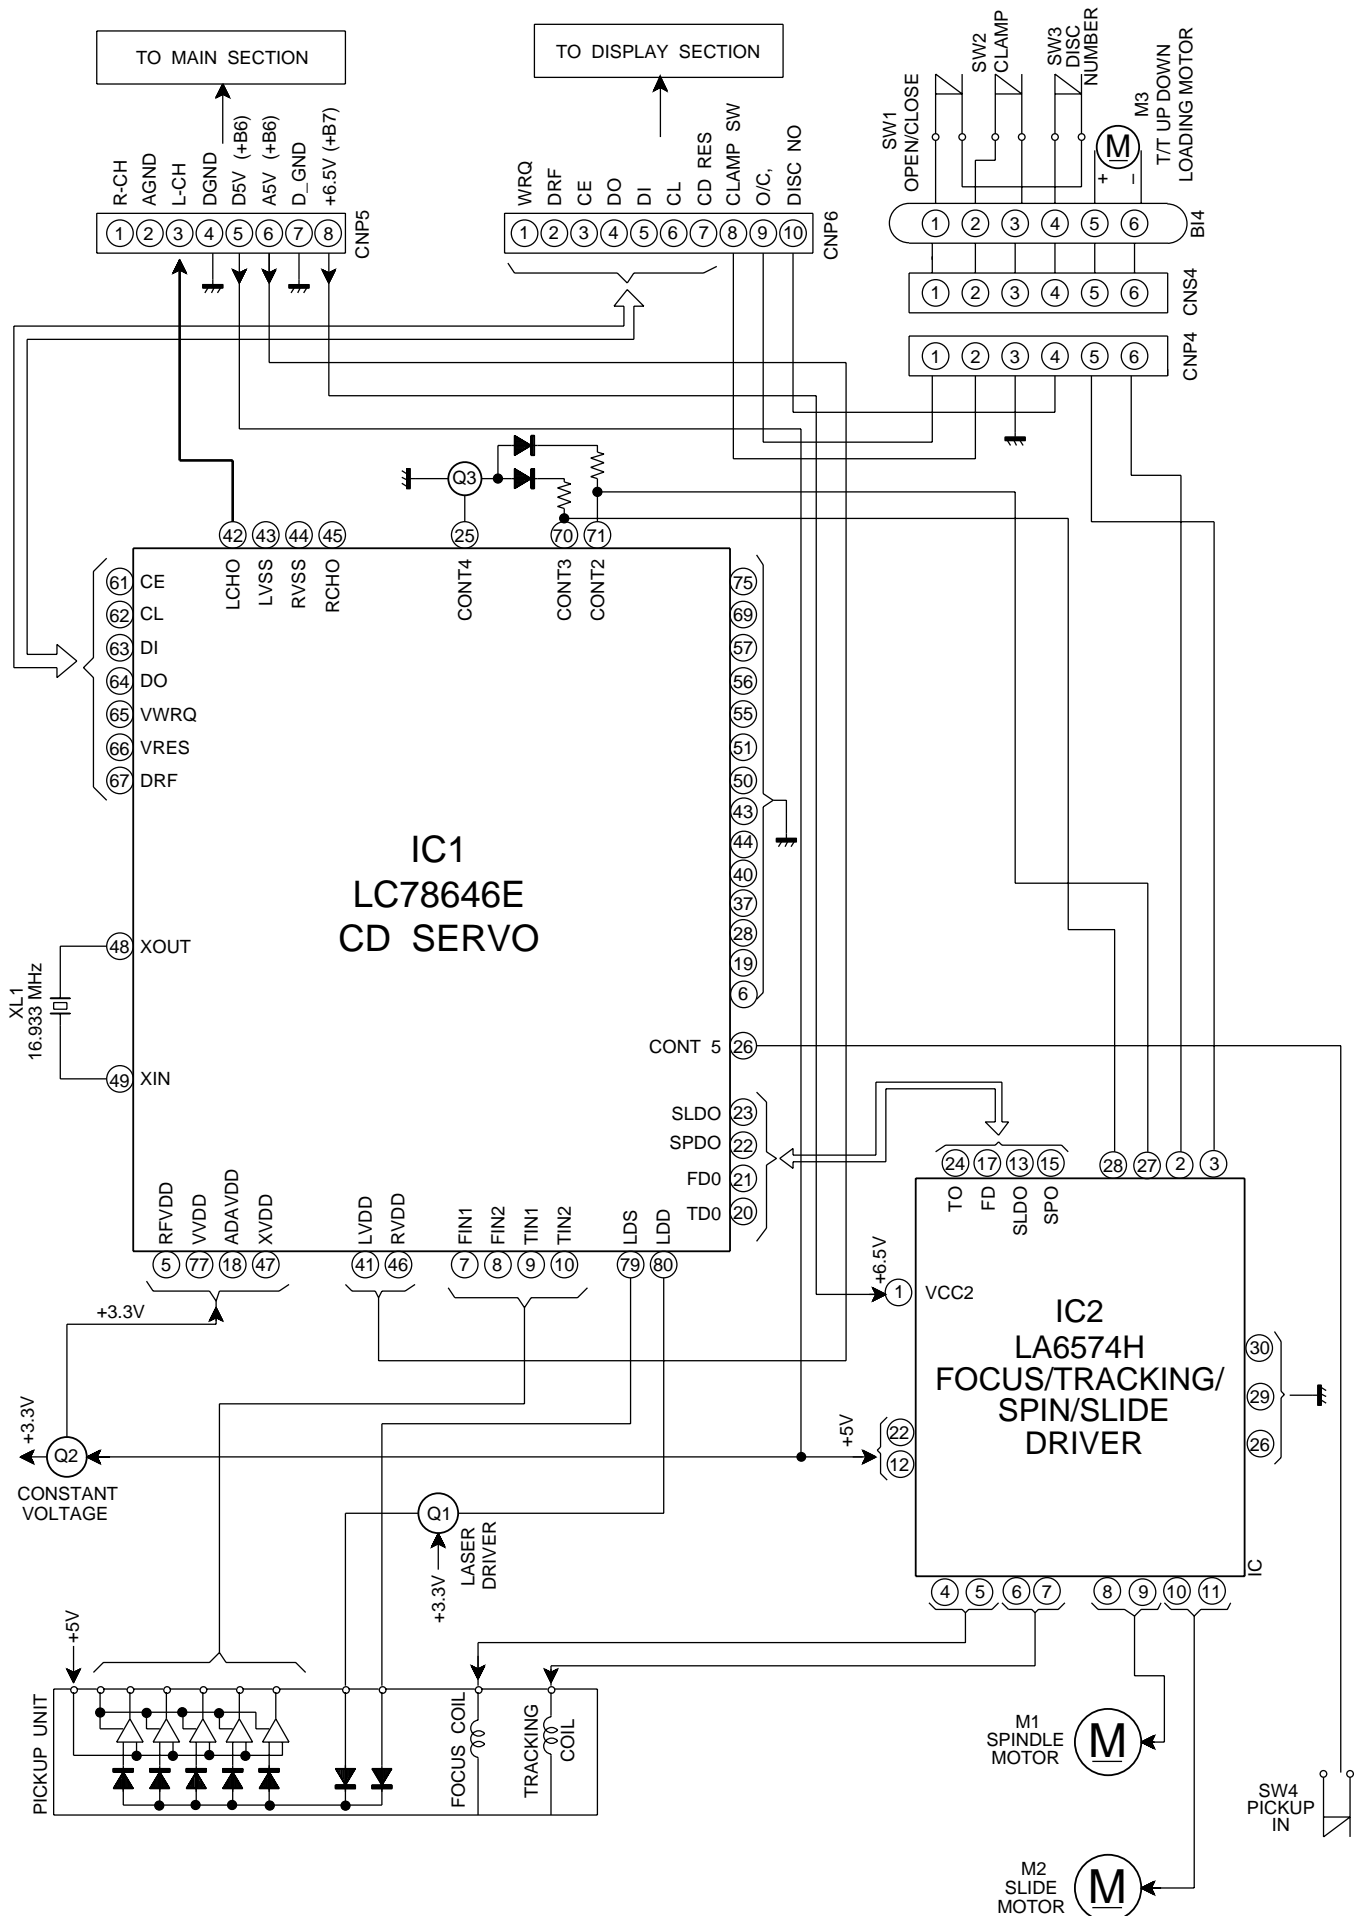 TO MAIN SECTION
TO DISPLAY SECTION
R-CH
AGND
L-CH
DGND
D5V (+B6)
A5V (+B6)
D_GND
+6.5V (+B7)
1 2 3 4 5 6 7 8
CNP5
WRQ
DRF
CE
DO
DI
CL
CD RES
CLAMP SW
O/C,
DISC NO
1 2 3 4 5 6 7 8 9 10
CNP6
SW1
OPEN/CLOSE
SW2
CLAMP
SW3
DISC
NUMBER
M
+
–
M3
T/T UP DOWN
LOADING MOTOR
1 2 3 4 5 6
BI4
1 2 3 4 5 6
CNS4
1 2 3 4 5 6
CNP4
Q3
42 43 44 45 25 70 71
LCHO
LVSS
RVSS
RCHO
CONT4
CONT3
CONT2
61 CE
62 CL
63 DI
64 DO
65 VWRQ
66 VRES
67 DRF
75
69
57
56
55
51
50
43
44
40
37
28
19
6
IC1
LC78646E
CD SERVO
48 XOUT
XL1
16.933 MHz
49 XIN
CONT 5 26
SLDO 23
SPDO 22
FD0 21
TD0 20
RFVDD
VVDD
ADAVDD
XVDD
LVDD
RVDD
FIN1
FIN2
TIN1
TIN2
LDS
LDD
5 77 18 47 41 46 7 8 9 10 79 80
24 17 13 15 28 27 2 3
TO
FD
SLDO
SPO
+6.5V
1 VCC2
IC2
LA6574H
FOCUS/TRACKING/
SPIN/SLIDE
DRIVER
30
29
26
+5V
22
12
IC
4 5 6 7 8 9 10 11
+3.3V
+3.3V
Q2
CONSTANT
VOLTAGE
Q1
+3.3V
LASER
DRIVER
+5V
PICKUP UNIT
FOCUS COIL
TRACKING
COIL
M1
SPINDLE
MOTOR
M
M2
SLIDE
MOTOR
M
SW4
PICKUP
IN